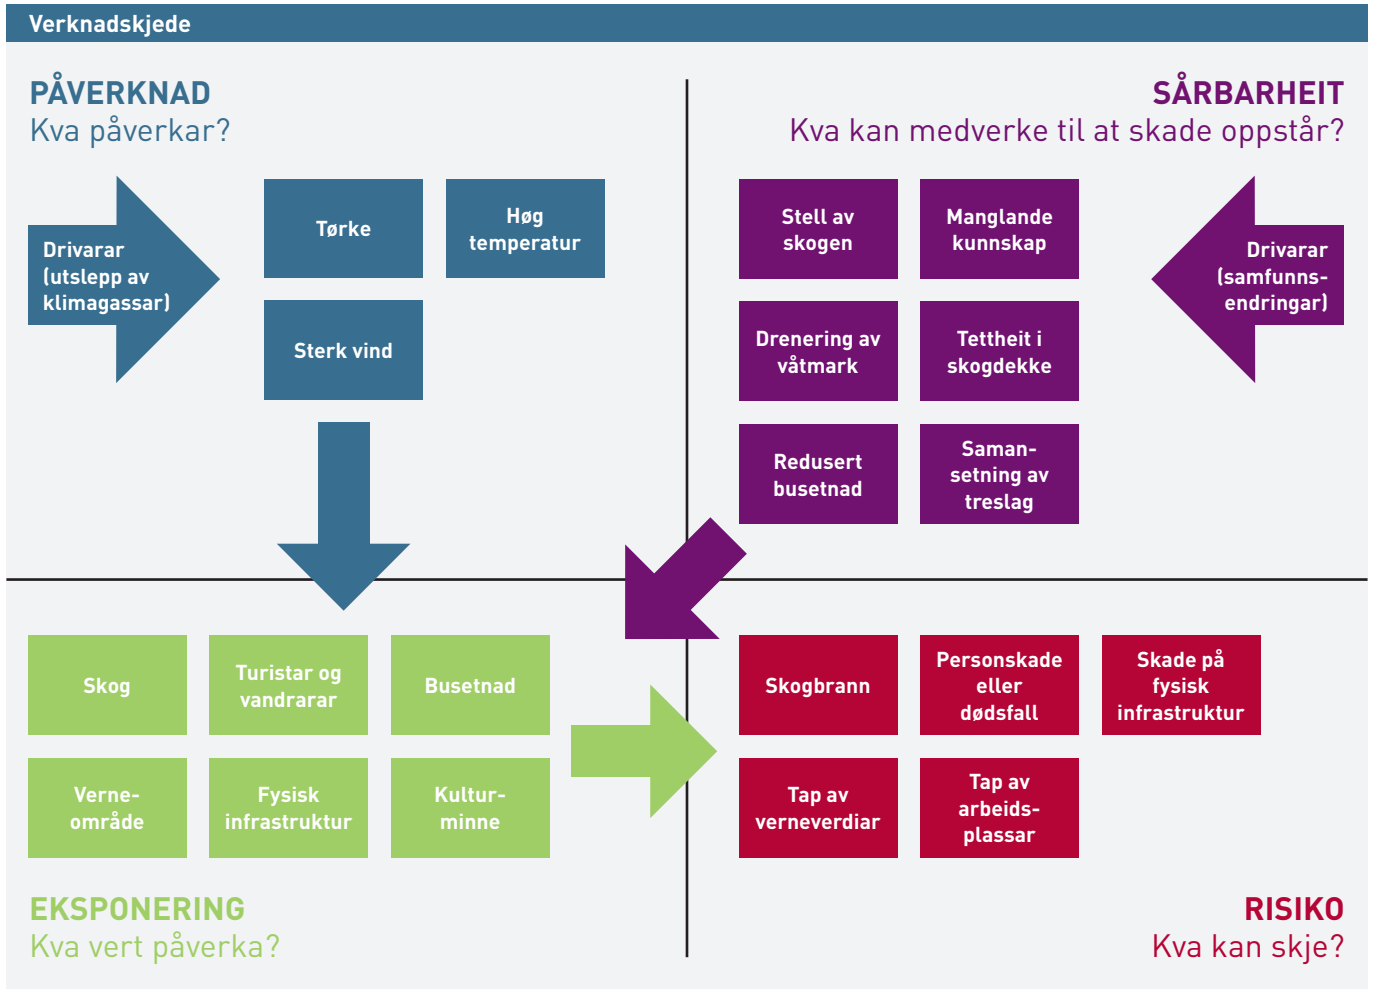 Verknadskjede
PÅVERKNAD
Kva påverkar?
Drivarar
(utslepp av
klimagassar)
Tørke
Høg
temperatur
Sterk vind
SÅRBARHEIT
Kva kan medverke til at skade oppstår?
Stell av
skogen
Manglande
kunnskap
Drenering av
våtmark
Tettheit i
skogdekke
Redusert
busetnad
Saman-
setning av
treslag
Drivarar
(samfunns-
endringar)
Skog
Turistar og
vandrarar
Busetnad
Verne-
område
Fysisk
infrastruktur
Kultur-
minne
EKSPONERING
Kva vert påverka?
Skogbrann
Personskade
eller
dødsfall
Skade på
fysisk
infrastruktur
Tap av
verneverdiar
Tap av
arbeids-
plassar
RISIKO
Kva kan skje?